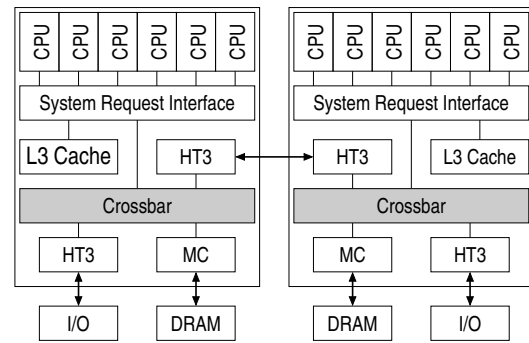 CPU CPU CPU CPU CPU CPU
System Request Interface
L3 Cache
HT3
Crossbar
HT3
MC
I/O
DRAM
CPU CPU CPU CPU CPU CPU
System Request Interface
HT3
L3 Cache
Crossbar
MC
HT3
DRAM
I/O